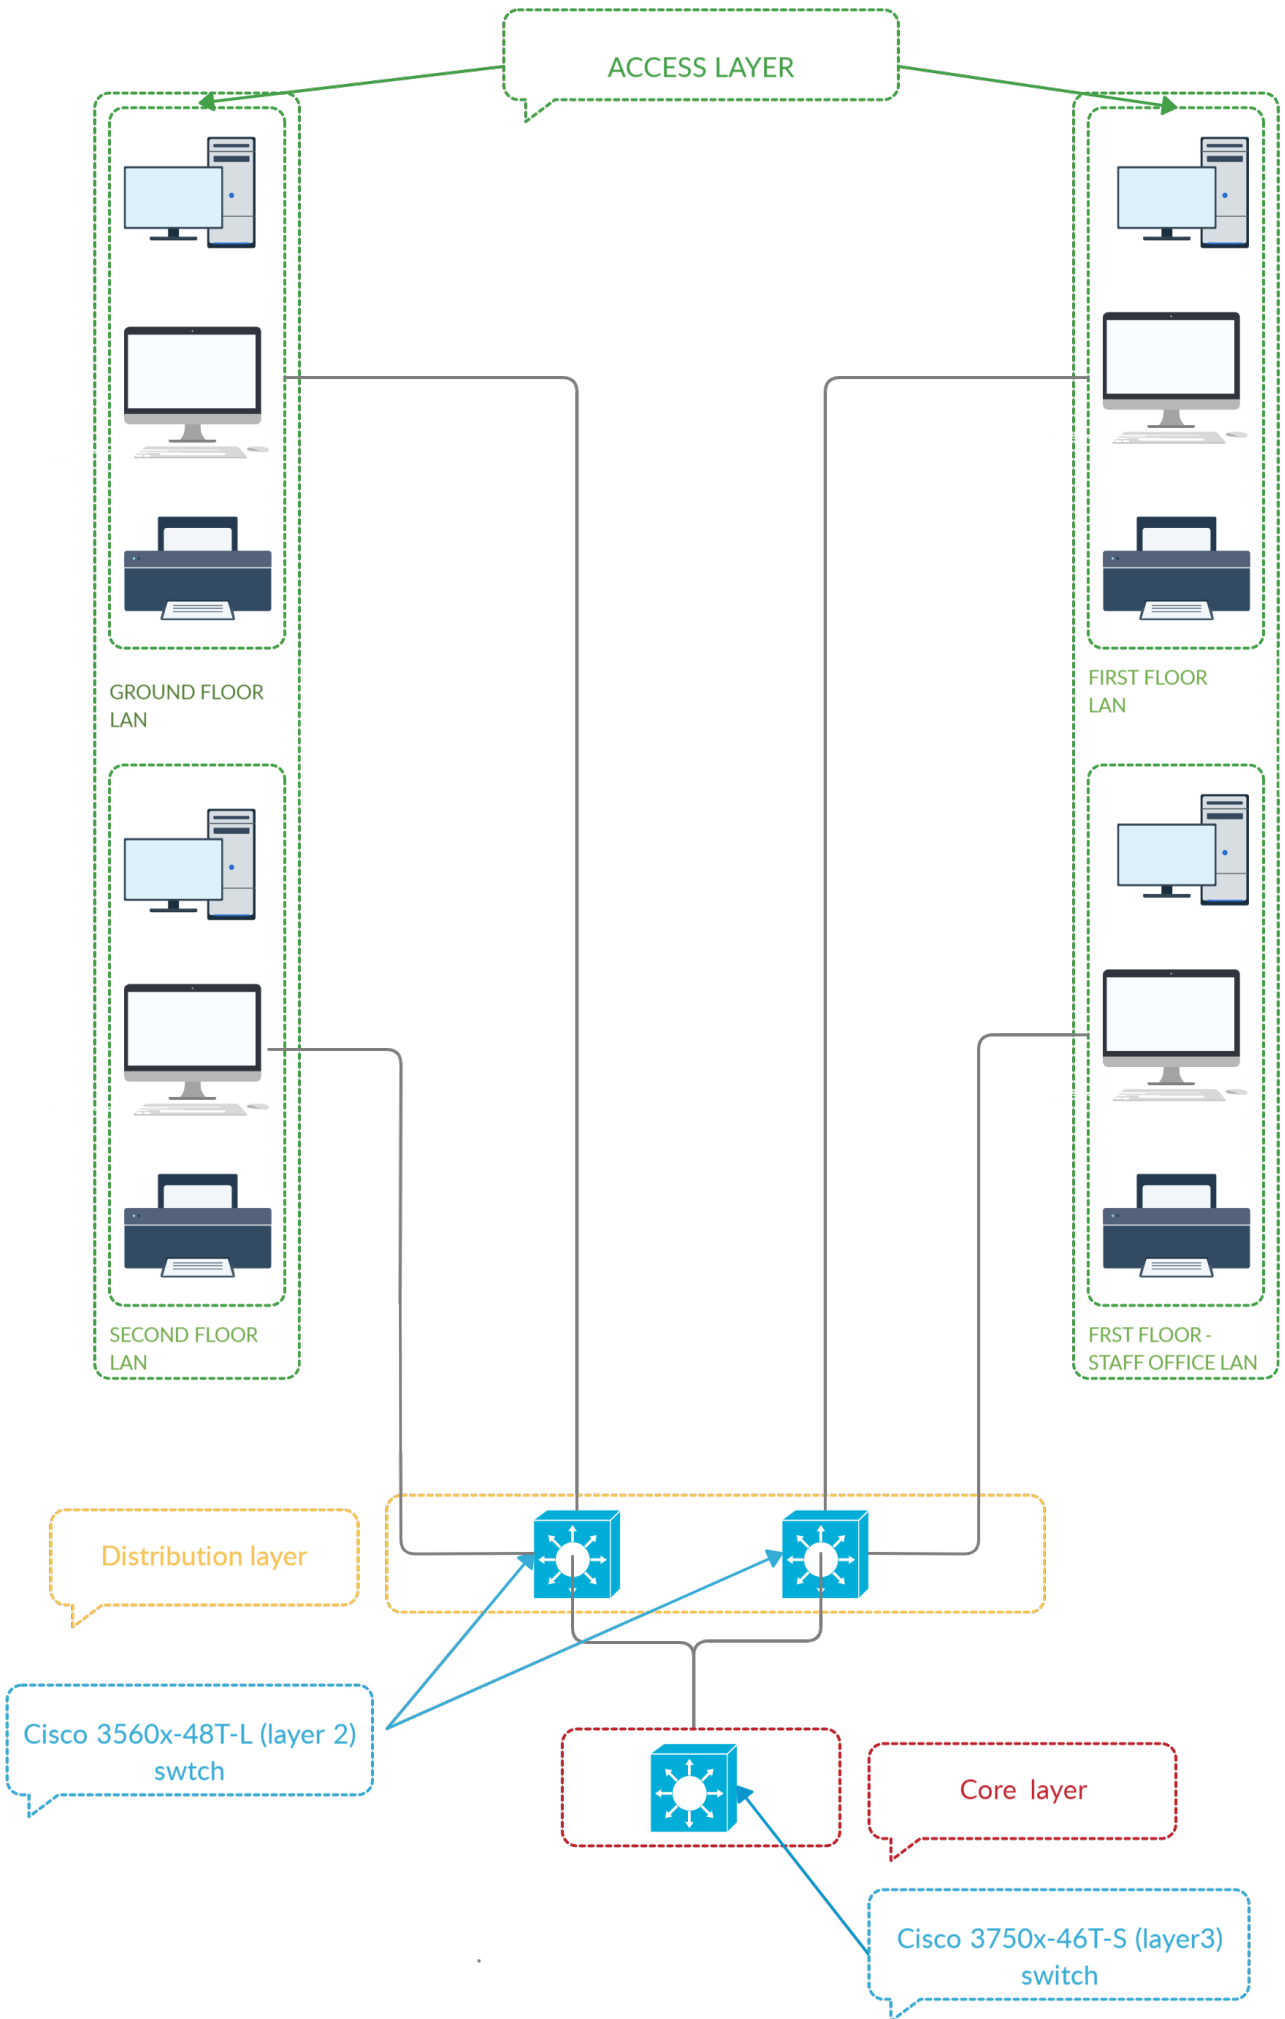 ACCESS LAYER
GROUND FLOOR
LAN
FIRST FLOOR
LAN
SECOND FLOOR
LAN
FRST FLOOR -
STAFF OFFICE LAN
Distribution layer
Cisco 3560x-48T-L (layer 2)
swtch
Core layer
Cisco 3750x-46T-S (layer3)
switch